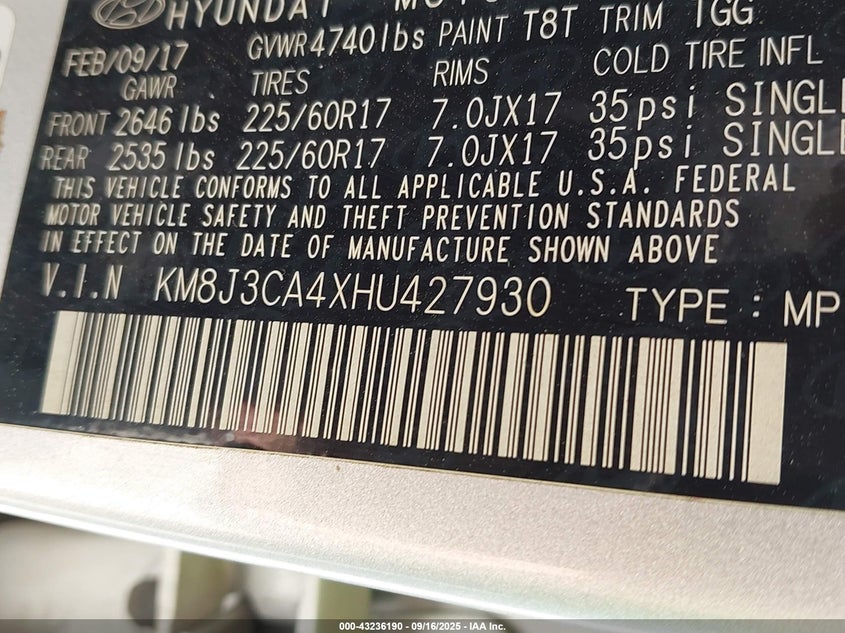 HYUNDAI
FEB/09/17 GVWR 4740 lbs PAINT T8T TRIM TGG
GAWR TIRES RIMS COLD TIRE INFL
FRONT 2646 lbs 225/60R17 7.0JX17 35psi SINGLE
REAR 2535 lbs 225/60R17 7.0JX17 35psi SINGLE
THIS VEHICLE CONFORMS TO ALL APPLICABLE U.S.A. FEDERAL
MOTOR VEHICLE SAFETY AND THEFT PREVENTION STANDARDS
IN EFFECT ON THE DATE OF MANUFACTURE SHOWN ABOVE
V.I.N KM8J3CA4XHU427930 TYPE : MP
000-43236190 - 09/16/2025 - IAA Inc.